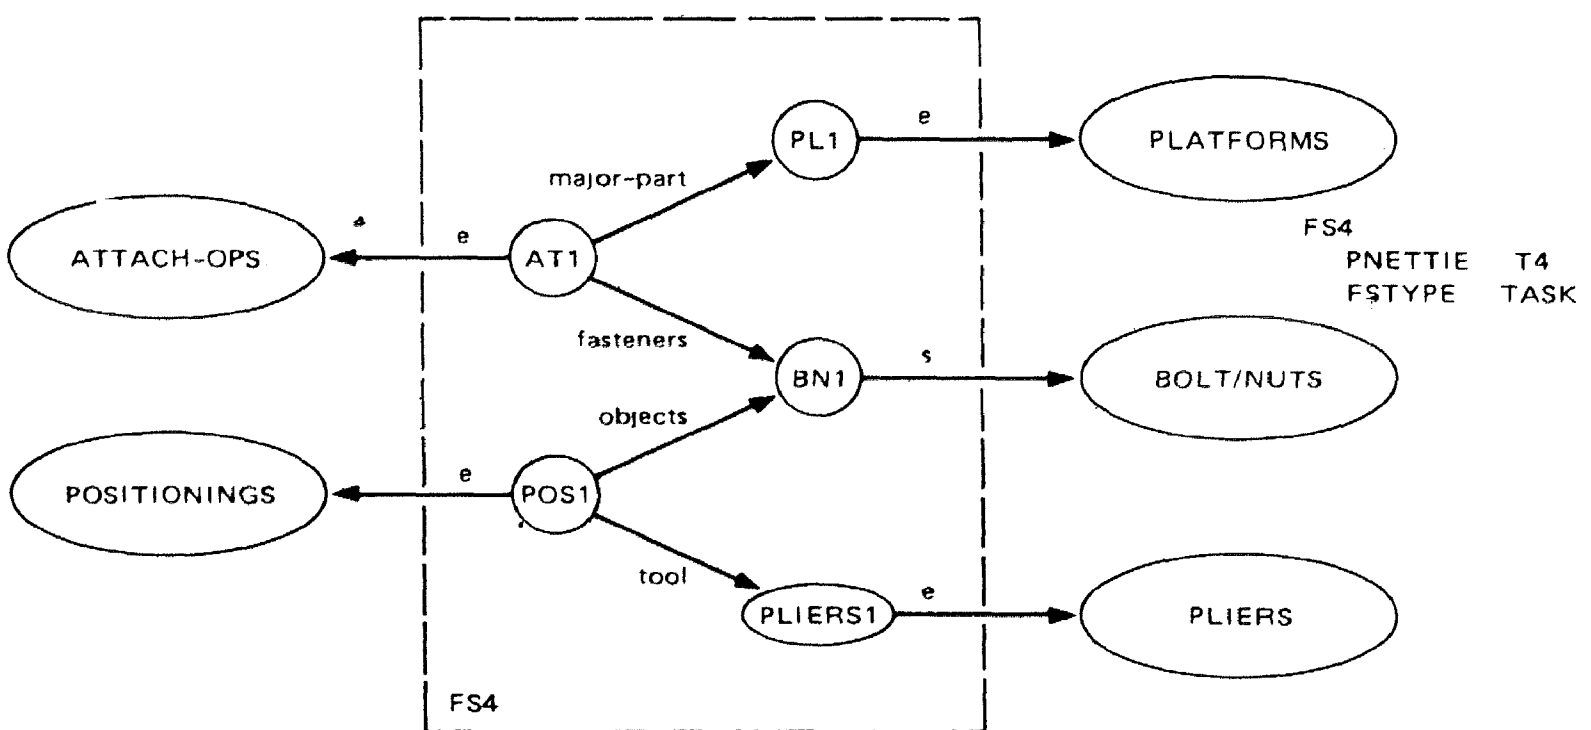 PL1
e
PLATFORMS
major-part
FS4
ATTACH-OPS
e
AT1
PNETTIE T4
FSTYPE TASK
fasteners
BN1
s
BOLT/NUTS
objects
POSITIONINGS
e
POS1
tool
PLIERS1
e
PLIERS
FS4